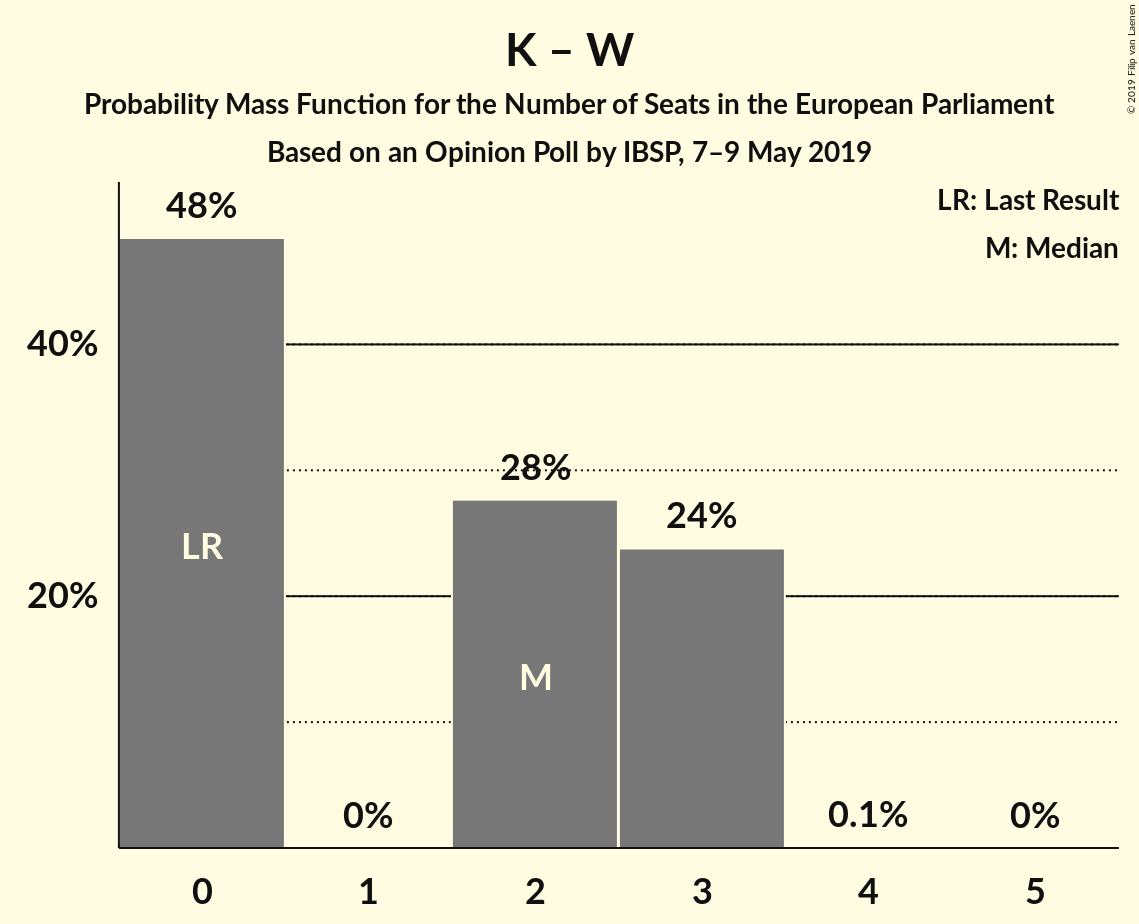 K – W
Probability Mass Function for the Number of Seats in the European Parliament
Based on an Opinion Poll by IBSP, 7–9 May 2019
© 2019 Filip van Laenen
LR: Last Result
M: Median
48%
40%
28%
24%
LR
20%
M
0%
0.1%
0%
0
1
2
3
4
5